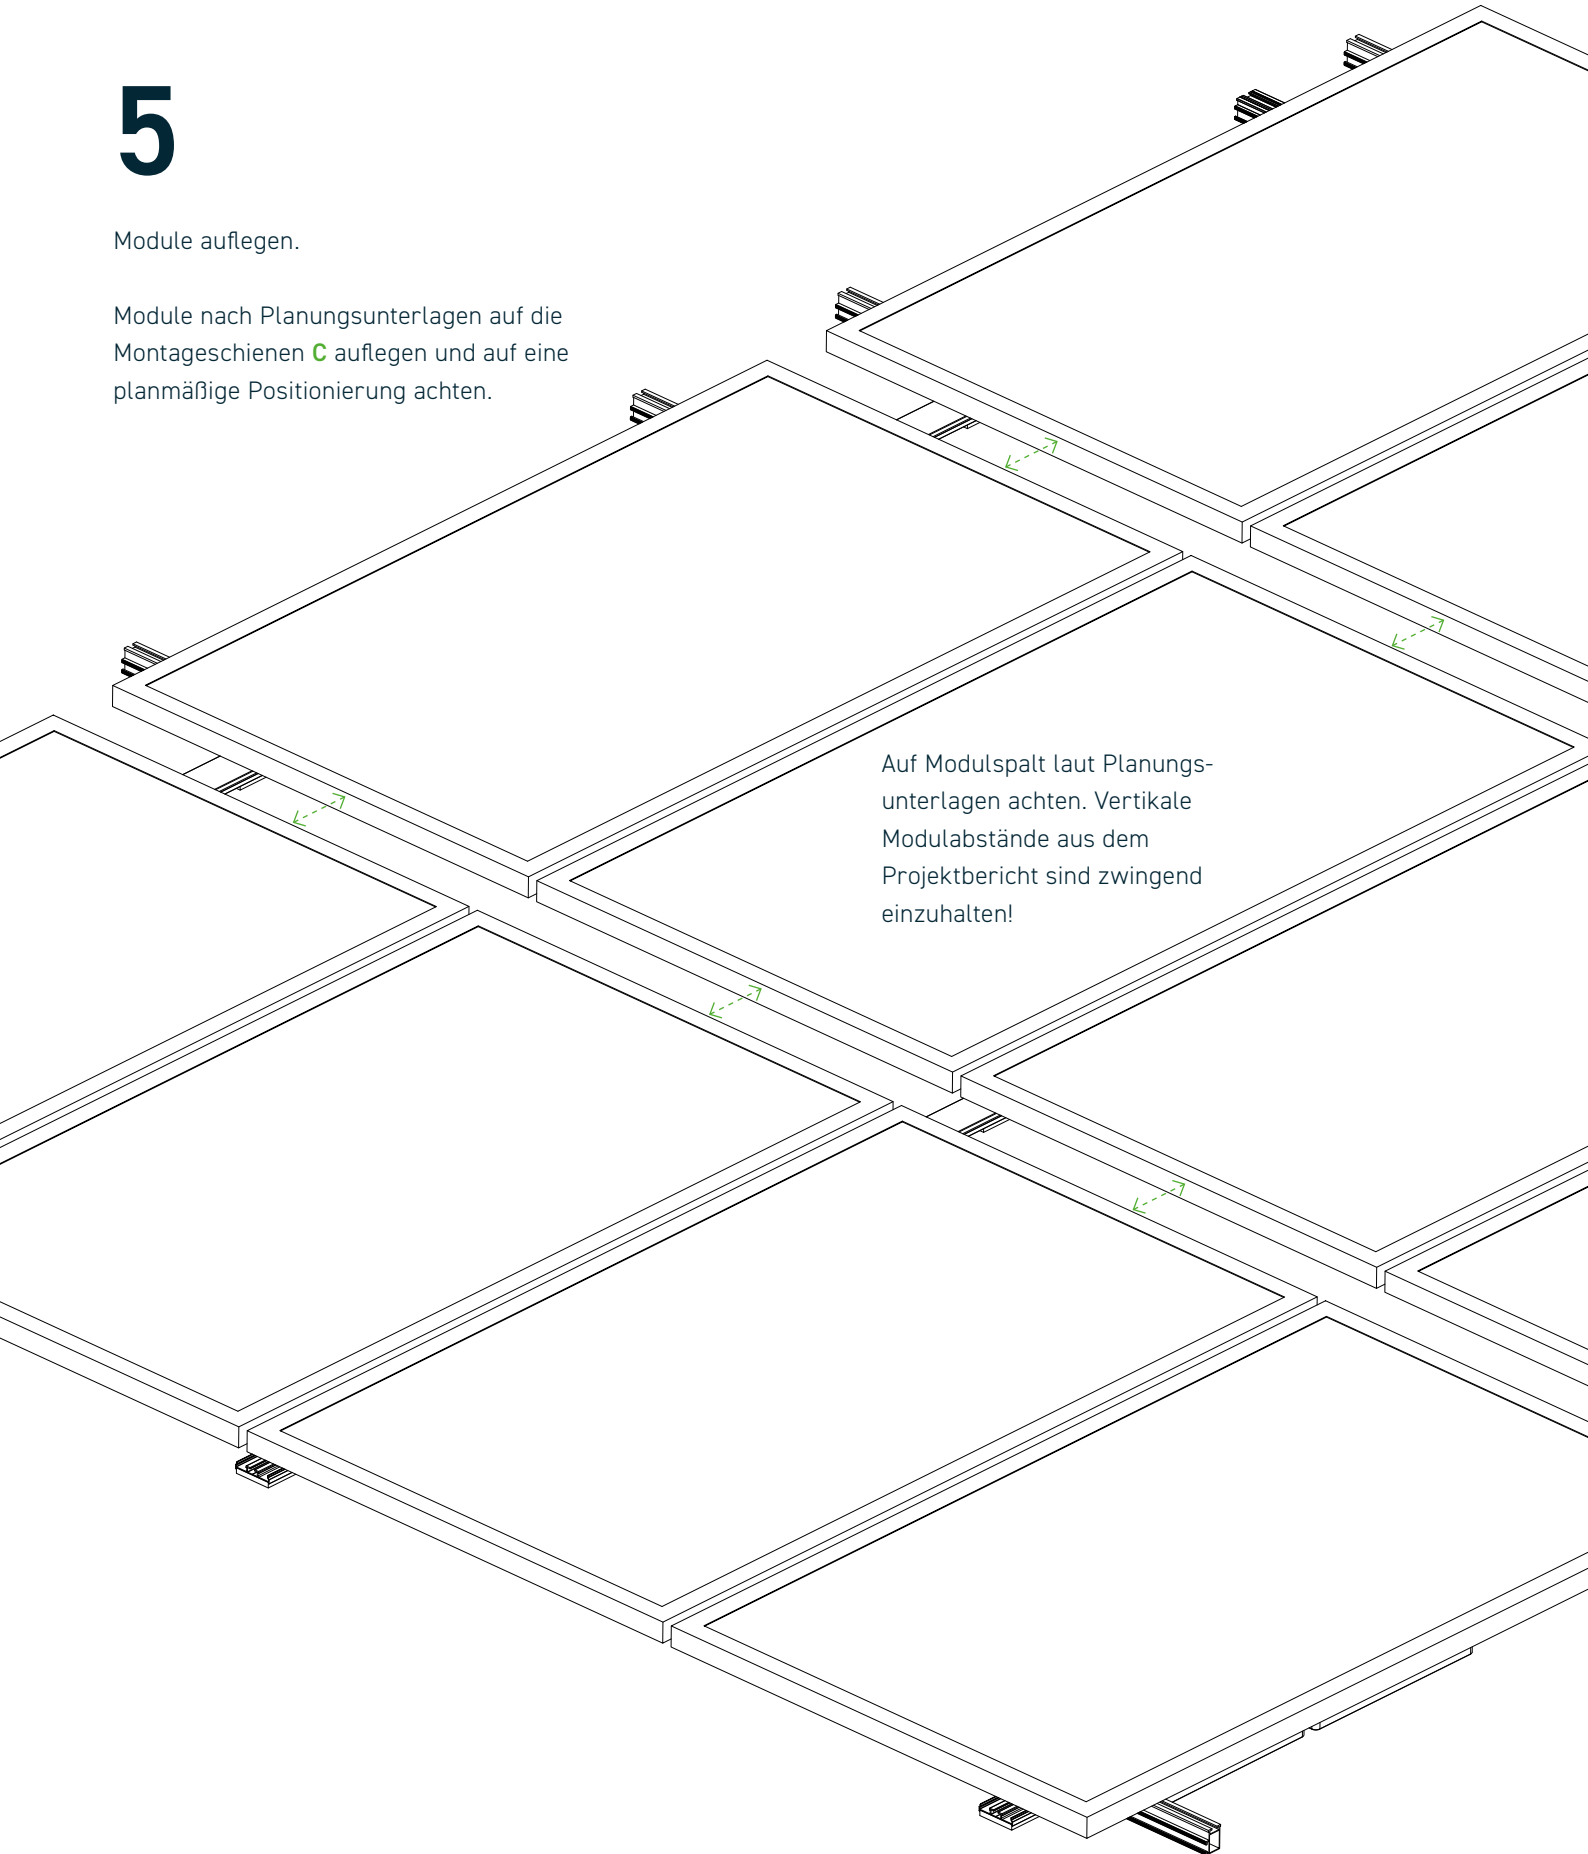 5
Module auflegen.
Module nach Planungsunterlagen auf die
Montageschienen C auflegen und auf eine
planmäßige Positionierung achten.
Auf Modulspalt laut Planungs-
unterlagen achten. Vertikale
Modulabstände aus dem
Projektbericht sind zwingend
einzuhalten!